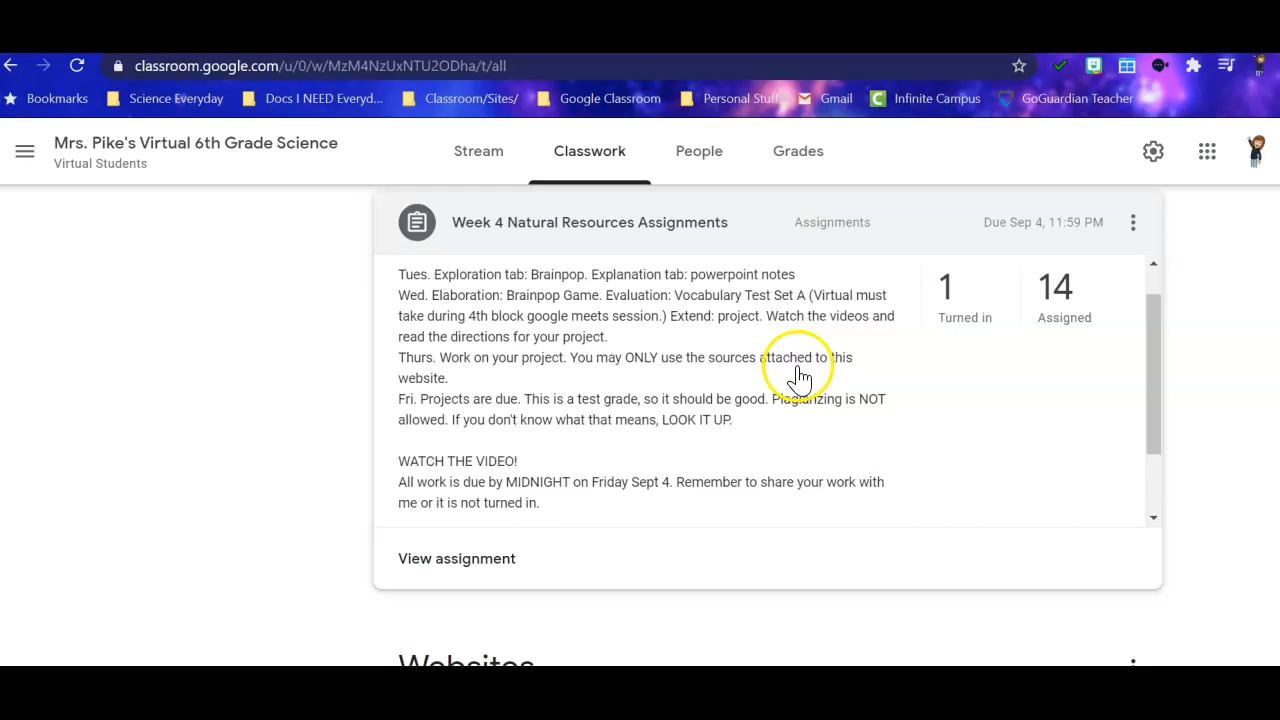 classroom.google.com/u/0/w/MzM4NzUxNTU2ODha/t/all
Bookmarks Science Everyday Docs I NEED Everyd... Classroom/Sites/ Google Classroom Personal Stuff Gmail Infinite Campus GoGuardian Teacher
Mrs. Pike's Virtual 6th Grade Science
Virtual Students
Stream Classwork People Grades
Week 4 Natural Resources Assignments Assignments Due Sep 4, 11:59 PM
Tues. Exploration tab: Brainpop. Explanation tab: powerpoint notes
Wed. Elaboration: Brainpop Game. Evaluation: Vocabulary Test Set A (Virtual must
take during 4th block google meets session.) Extend: project. Watch the videos and
read the directions for your project.
Thurs. Work on your project. You may ONLY use the sources attached to this
website.
Fri. Projects are due. This is a test grade, so it should be good. Plagiarizing is NOT
allowed. If you don't know what that means, LOOK IT UP.
WATCH THE VIDEO!
All work is due by MIDNIGHT on Friday Sept 4. Remember to share your work with
me or it is not turned in.
1 14
Turned in Assigned
View assignment
Websites